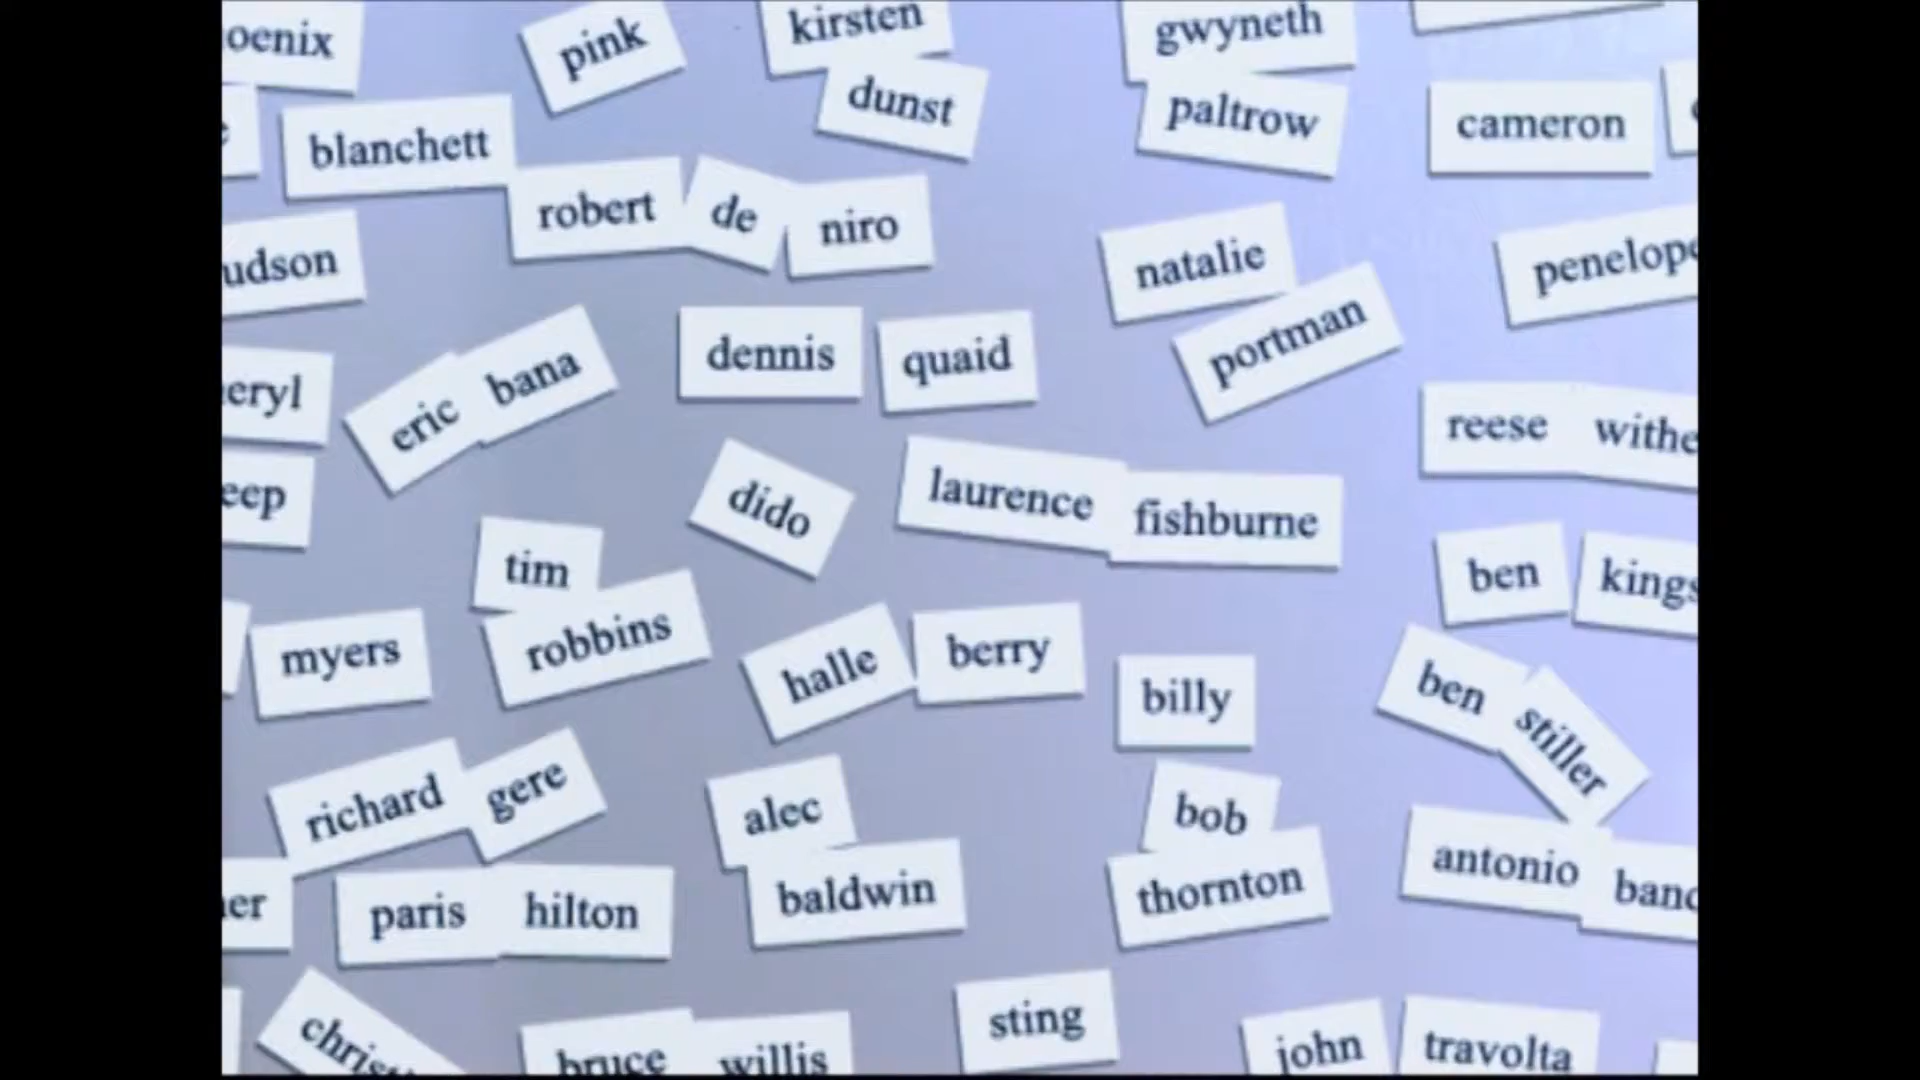 oenix
pink
kirsten
dunst
gwyneth
paltrow
cameron
blanchett
robert de niro
udson
natalie
portman
penelope
eryl
eric bana
dennis quaid
reese withe
eep
dido
laurence fishburne
tim
robbins
ben kings
myers
halle berry
billy
bob
thornton
ben stiller
richard gere
alec
baldwin
antonio band
er
paris hilton
sting
christ
bruce willis
john travolta